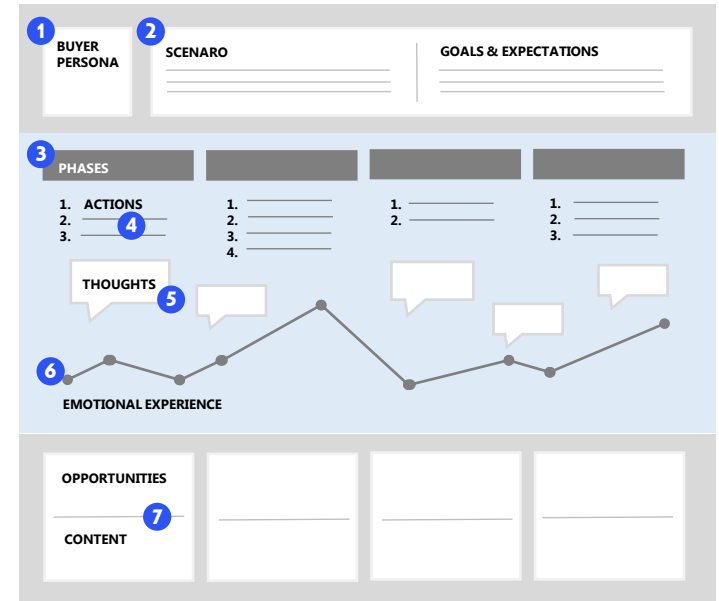 1
BUYER
PERSONA
2
SCENARO
GOALS & EXPECTATIONS
3
PHASES
1. ACTIONS
2.
3.
4
1.
2.
3.
4.
1.
2.
1.
2.
3.
THOUGHTS
5
6
EMOTIONAL EXPERIENCE
OPPORTUNITIES
7
CONTENT